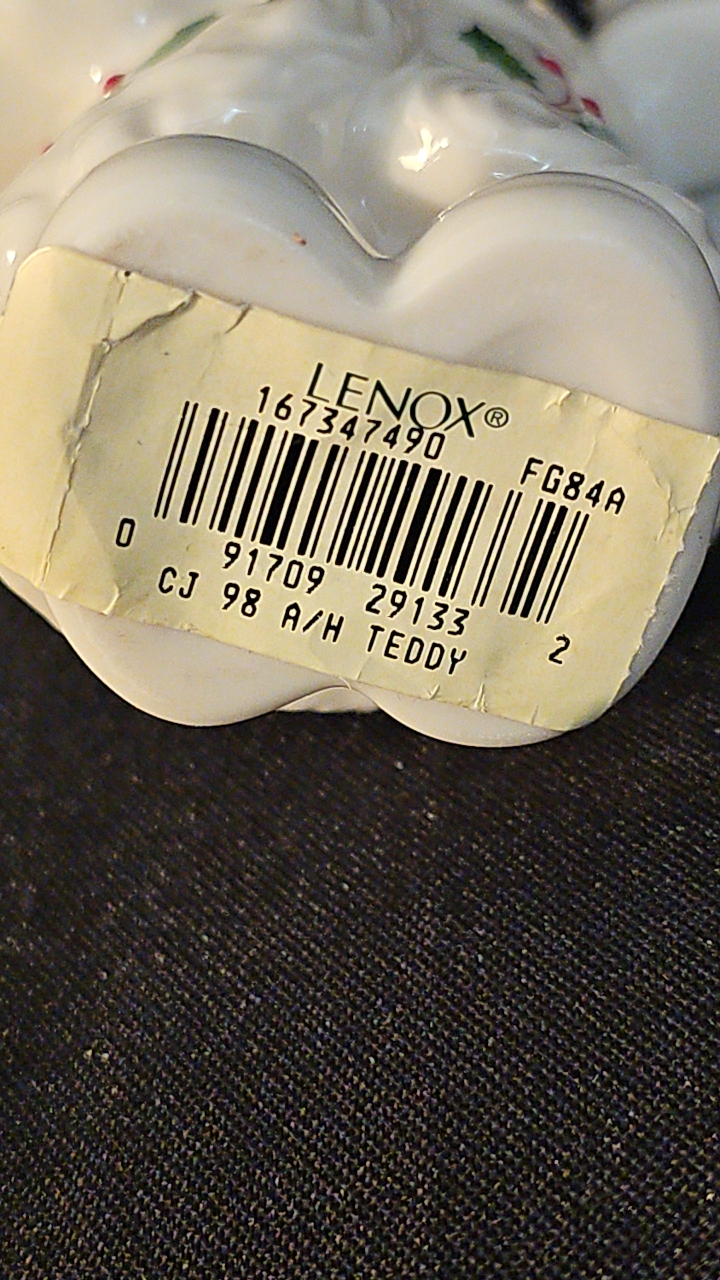 LENOX®
167347490
FG84A
0 91709 29133 2
CJ 98 A/H TEDDY